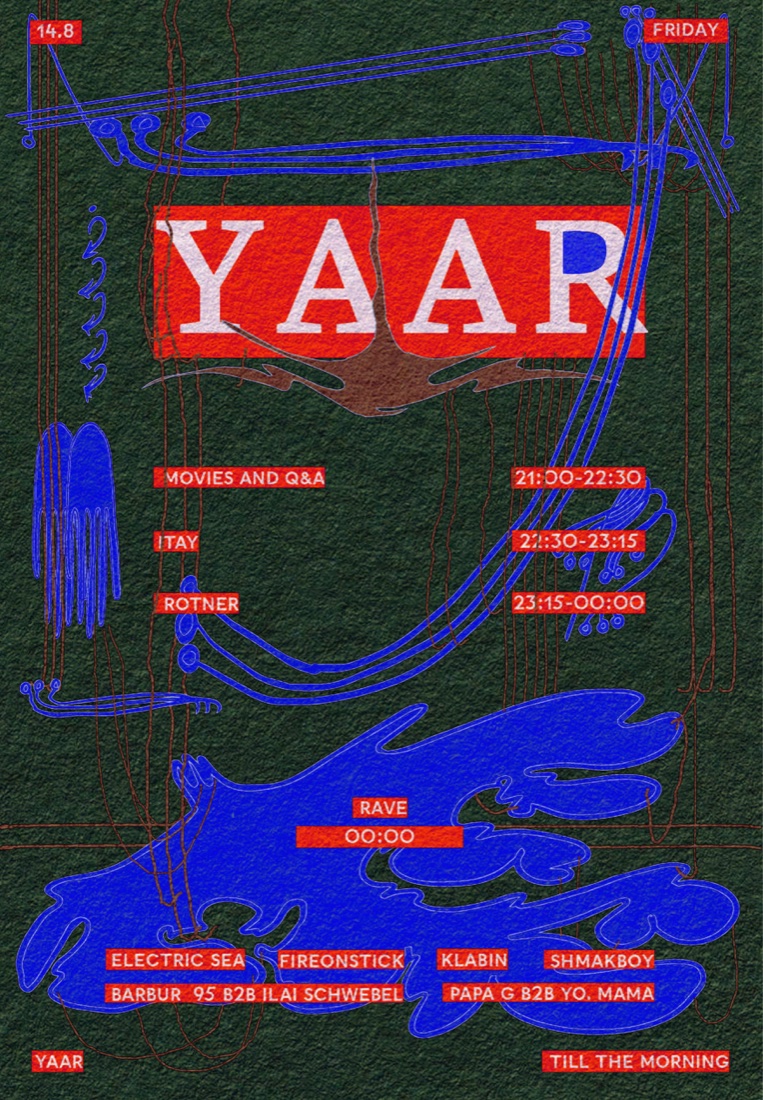 14.8 FRIDAY
YAAR
MOVIES AND Q&A 21:00-22:30
ITAY 22:30-23:15
ROTNER 23:15-00:00
RAVE
00:00
ELECTRIC SEA FIREONSTICK KLABIN SHMAKBOY
BARBUR 95 B2B ILAI SCHWEBEL PAPA G B2B YO. MAMA
YAAR TILL THE MORNING